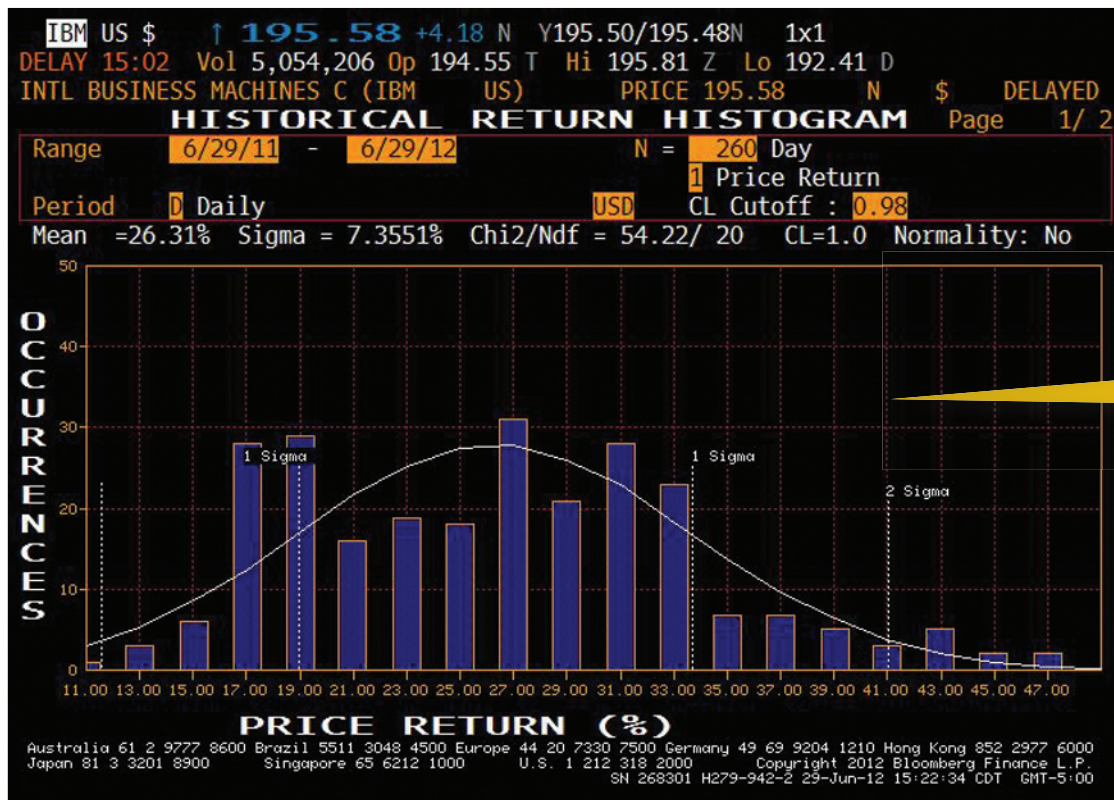 IBM US $ ↑ 195.58 +4.18 N Y195.50/195.48N 1x1
DELAY 15:02 Vol 5,054,206 Op 194.55 T Hi 195.81 Z Lo 192.41 D
INTL BUSINESS MACHINES C (IBM US) PRICE 195.58 N $ DELAYED
HISTORICAL RETURN HISTOGRAM Page 1/ 2
Range 6/29/11 - 6/29/12 N = 260 Day
1 Price Return
Period D Daily USD CL Cutoff : 0.98
Mean =26.31% Sigma = 7.3551% Chi2/Ndf = 54.22/ 20 CL=1.0 Normality: No
OCCURRENCES
50
40
30
20
10
0
1 Sigma
1 Sigma
2 Sigma
11.00 13.00 15.00 17.00 19.00 21.00 23.00 25.00 27.00 29.00 31.00 33.00 35.00 37.00 39.00 41.00 43.00 45.00 47.00
PRICE RETURN (%)
Australia 61 2 9777 8600 Brazil 5511 3048 4500 Europe 44 20 7330 7500 Germany 49 69 9204 1210 Hong Kong 852 2977 6000
Japan 81 3 3201 8900 Singapore 65 6212 1000 U.S. 1 212 318 2000 Copyright 2012 Bloomberg Finance L.P.
SN 268301 H279-942-2 29-Jun-12 15:22:34 CDT GMT-5:00